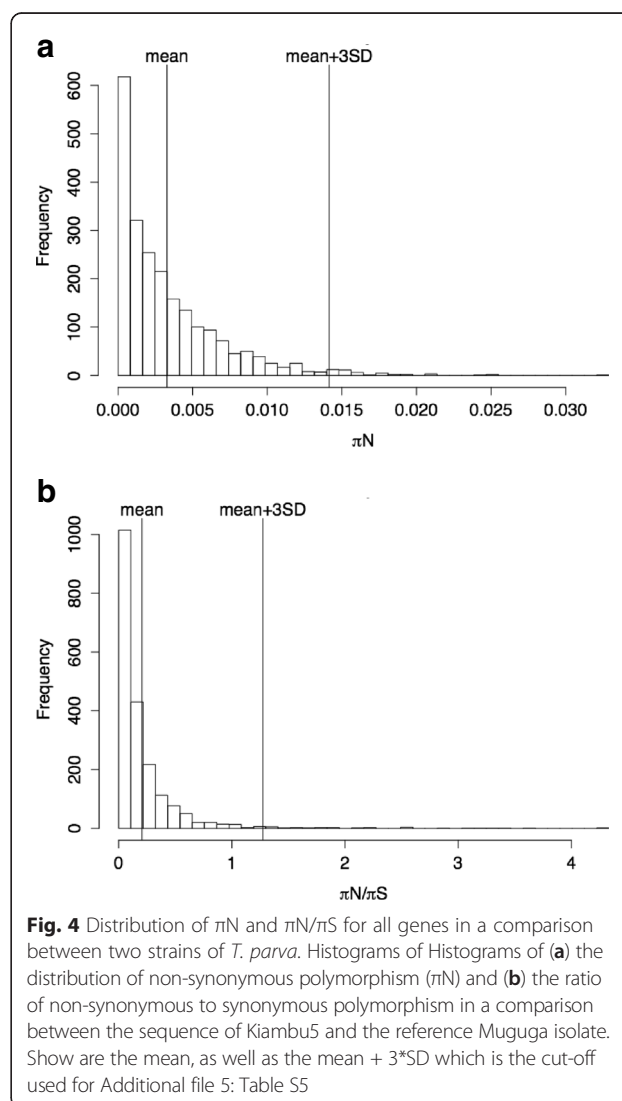 a
mean mean+3SD
600
500
400
300
200
100
0
Frequency
0.000 0.005 0.010 0.015 0.020 0.025 0.030
πN
b
mean mean+3SD
1000
800
600
400
200
0
Frequency
0 1 2 3 4
πN/πS
Fig. 4 Distribution of πN and πN/πS for all genes in a comparison
between two strains of T. parva. Histograms of Histograms of (a) the
distribution of non-synonymous polymorphism (πN) and (b) the ratio
of non-synonymous to synonymous polymorphism in a comparison
between the sequence of Kiambu5 and the reference Muguga isolate.
Show are the mean, as well as the mean + 3*SD which is the cut-off
used for Additional file 5: Table S5